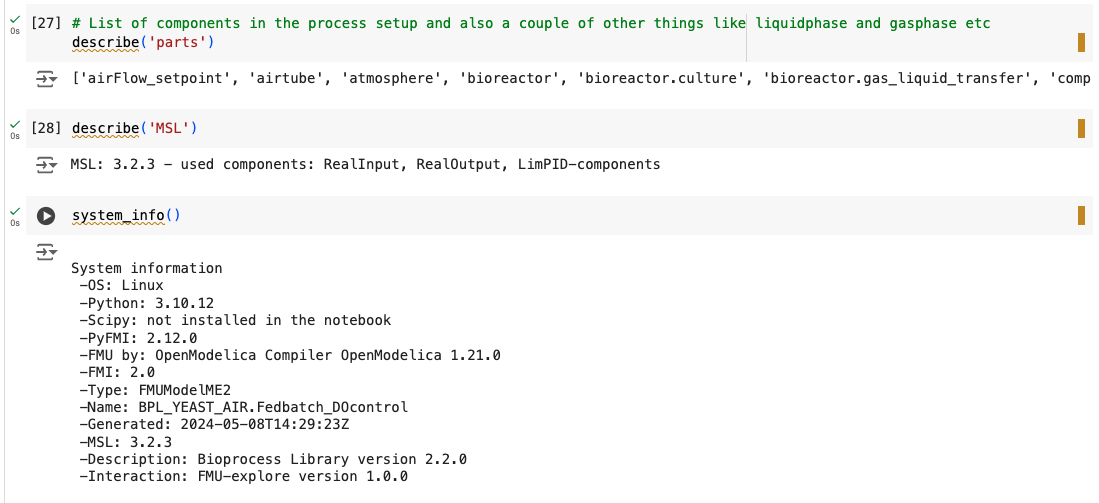 [27] # List of components in the process setup and also a couple of other things like liquidphase and gasphase etc
0s
describe('parts')
['airFlow_setpoint', 'airtube', 'atmosphere', 'bioreactor', 'bioreactor.culture', 'bioreactor.gas_liquid_transfer', 'comp
[28] describe('MSL')
0s
MSL: 3.2.3 - used components: RealInput, RealOutput, LimPID-components
system_info()
0s
System information
-OS: Linux
-Python: 3.10.12
-Scipy: not installed in the notebook
-PyFMI: 2.12.0
-FMU by: OpenModelica Compiler OpenModelica 1.21.0
-FMI: 2.0
-Type: FMUModelME2
-Name: BPL_YEAST_AIR.Fedbatch_DOcontrol
-Generated: 2024-05-08T14:29:23Z
-MSL: 3.2.3
-Description: Bioprocess Library version 2.2.0
-Interaction: FMU-explore version 1.0.0